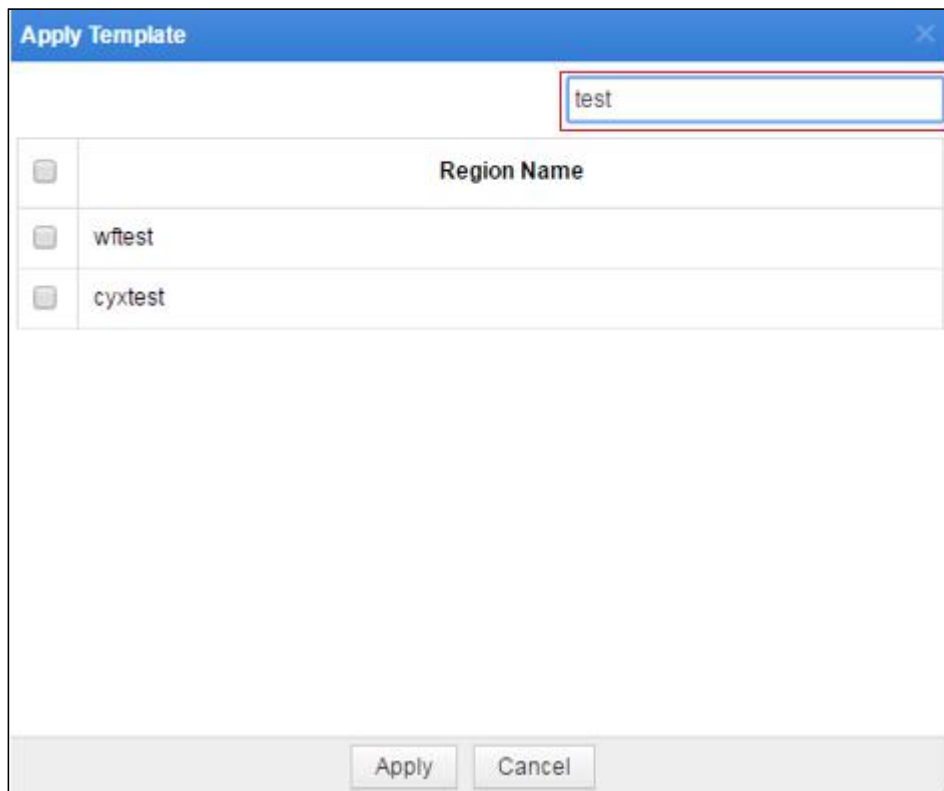 Apply Template
test
Region Name
wftest
cyxtest
Apply Cancel